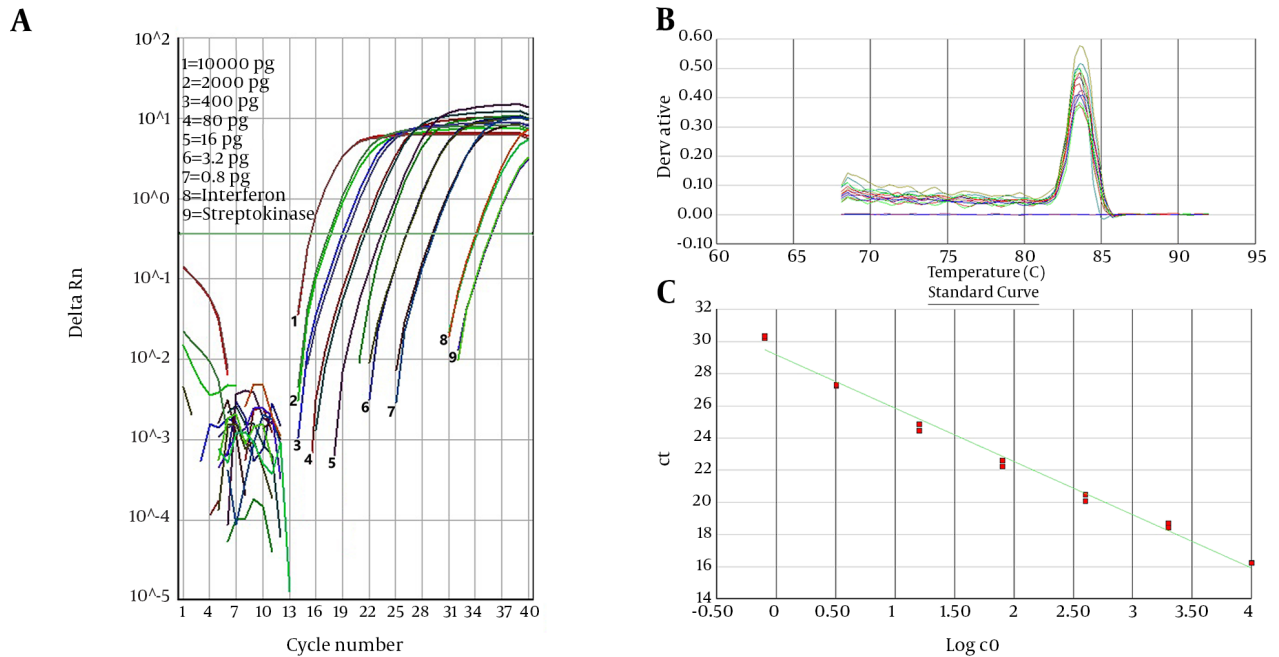 A
10^2
10^1
10^0
10^-1
10^-2
10^-3
10^-4
10^-5
1=10000 pg
2=2000 pg
3=400 pg
4=80 pg
5=16 pg
6=3.2 pg
7=0.8 pg
8=Interferon
9=Streptokinase
1
2
3
4
5
6
7
8
9
Delta Rn
1 4 7 10 13 16 19 22 25 28 31 34 37 40
Cycle number
B
0.60
0.50
0.40
0.30
0.20
0.10
0.00
-0.10
Derv ative
60 65 70 75 80 85 90 95
Temperature (C)
C
Standard Curve
32
30
28
26
24
22
20
18
16
14
ct
-0.50 0 0.50 1 1.50 2 2.50 3 3.50 4
Log c0